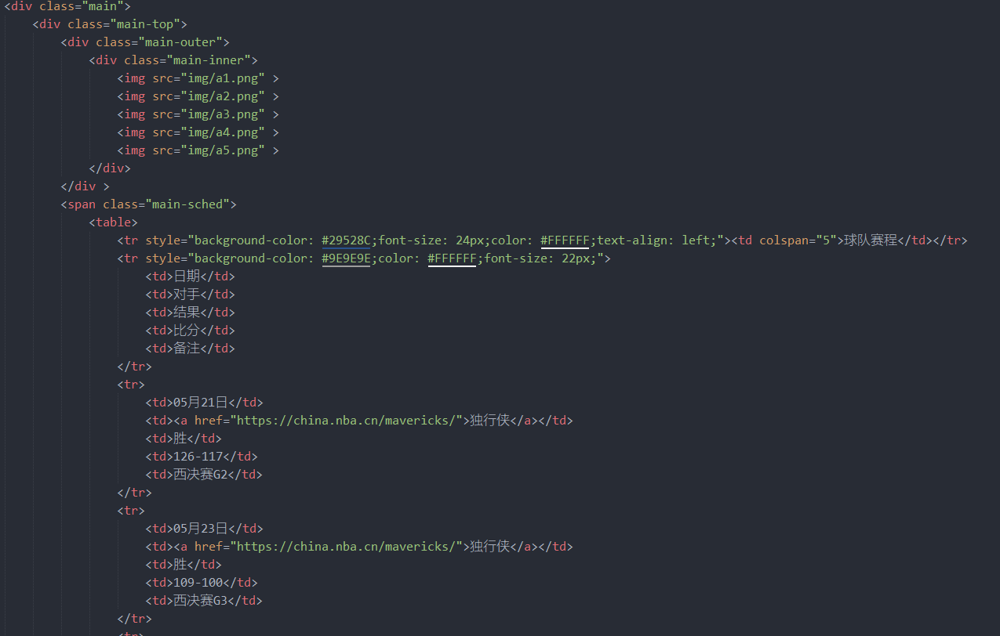 <div class="main">
<div class="main-top">
<div class="main-outer">
<div class="main-inner">
<img src="img/a1.png" >
<img src="img/a2.png" >
<img src="img/a3.png" >
<img src="img/a4.png" >
<img src="img/a5.png" >
</div>
</div >
<span class="main-sched">
<table>
<tr style="background-color: #29528C;font-size: 24px;color: #FFFFFF;text-align: left;"><td colspan="5">球队赛程</td></tr>
<tr style="background-color: #9E9E9E;color: #FFFFFF;font-size: 22px;">
<td>日期</td>
<td>对手</td>
<td>结果</td>
<td>比分</td>
<td>备注</td>
</tr>
<tr>
<td>05月21日</td>
<td><a href="https://china.nba.cn/mavericks/">独行侠</a></td>
<td>胜</td>
<td>126-117</td>
<td>西决赛G2</td>
</tr>
<tr>
<td>05月23日</td>
<td><a href="https://china.nba.cn/mavericks/">独行侠</a></td>
<td>胜</td>
<td>109-100</td>
<td>西决赛G3</td>
</tr>
<tr>